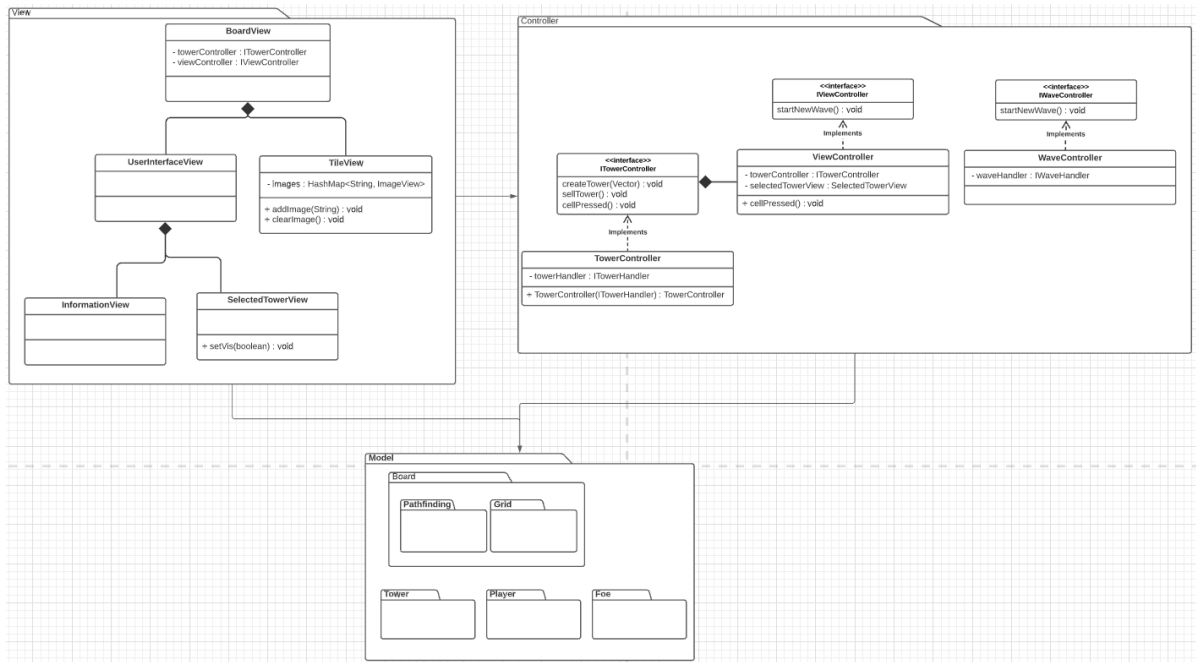 View
BoardView
- towerController : ITowerController
- viewController : IViewController
UserInterfaceView
TileView
- Images : HashMap<String, ImageView>
+ addImage(String) : void
+ clearImage() : void
InformationView
SelectedTowerView
+ setVis(boolean) : void
Controller
<<interface>>
IViewController
startNewWave() : void
Implements
<<interface>>
IWaveController
startNewWave() : void
Implements
<<interface>>
ITowerController
createTower(Vector) : void
sellTower() : void
cellPressed() : void
Implements
ViewController
- towerController : ITowerController
- selectedTowerView : SelectedTowerView
+ cellPressed() : void
WaveController
- waveHandler : IWaveHandler
TowerController
- towerHandler : ITowerHandler
+ TowerController(ITowerHandler) : TowerController
Model
Board
Pathfinding
Grid
Tower
Player
Foe